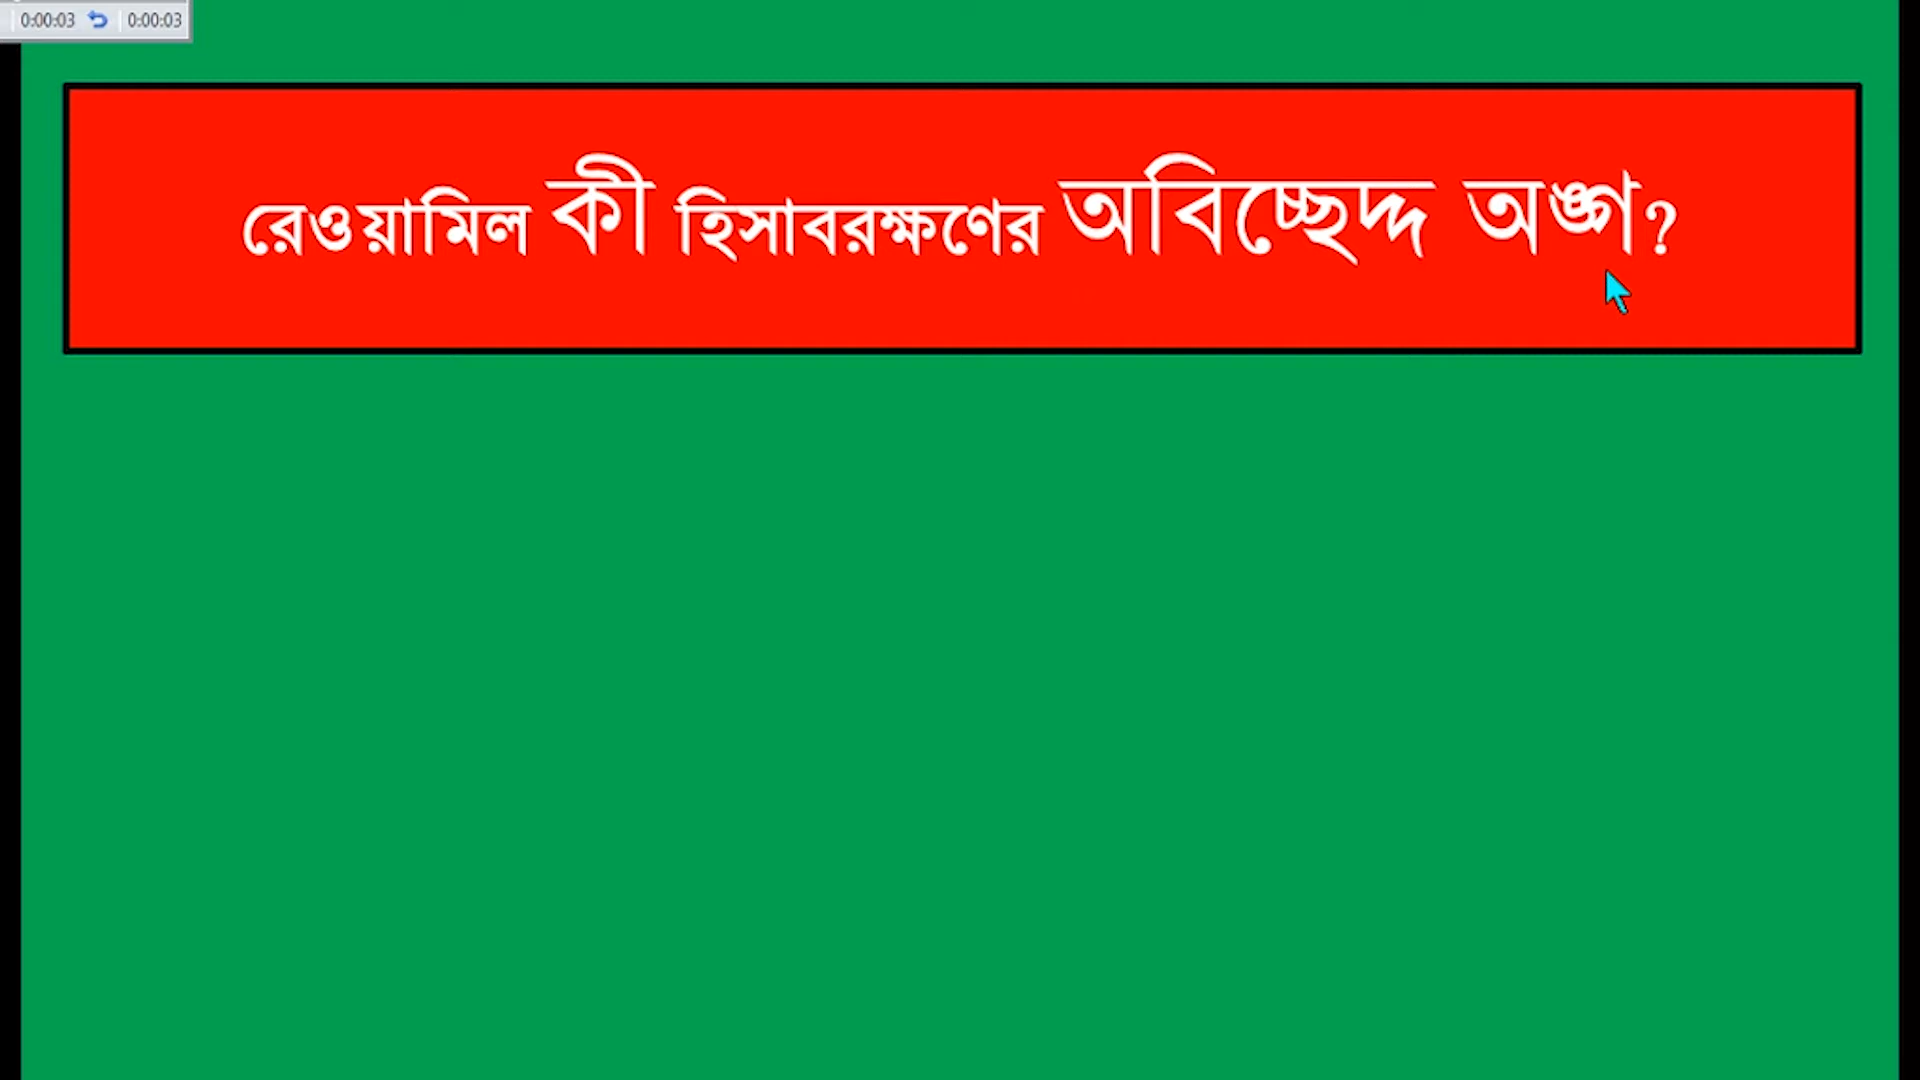 0:00:03 0:00:03
রেওয়ামিল কী হিসাবরক্ষণের অবিচ্ছেদ্দ অঙ্গ?